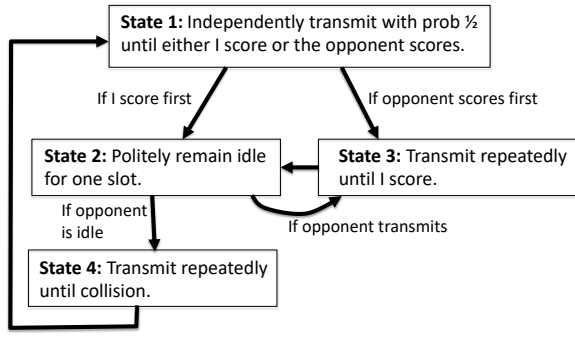 State 1: Independently transmit with prob ½
until either I score or the opponent scores.
If I score first
If opponent scores first
State 2: Politely remain idle
for one slot.
State 3: Transmit repeatedly
until I score.
If opponent
is idle
If opponent transmits
State 4: Transmit repeatedly
until collision.